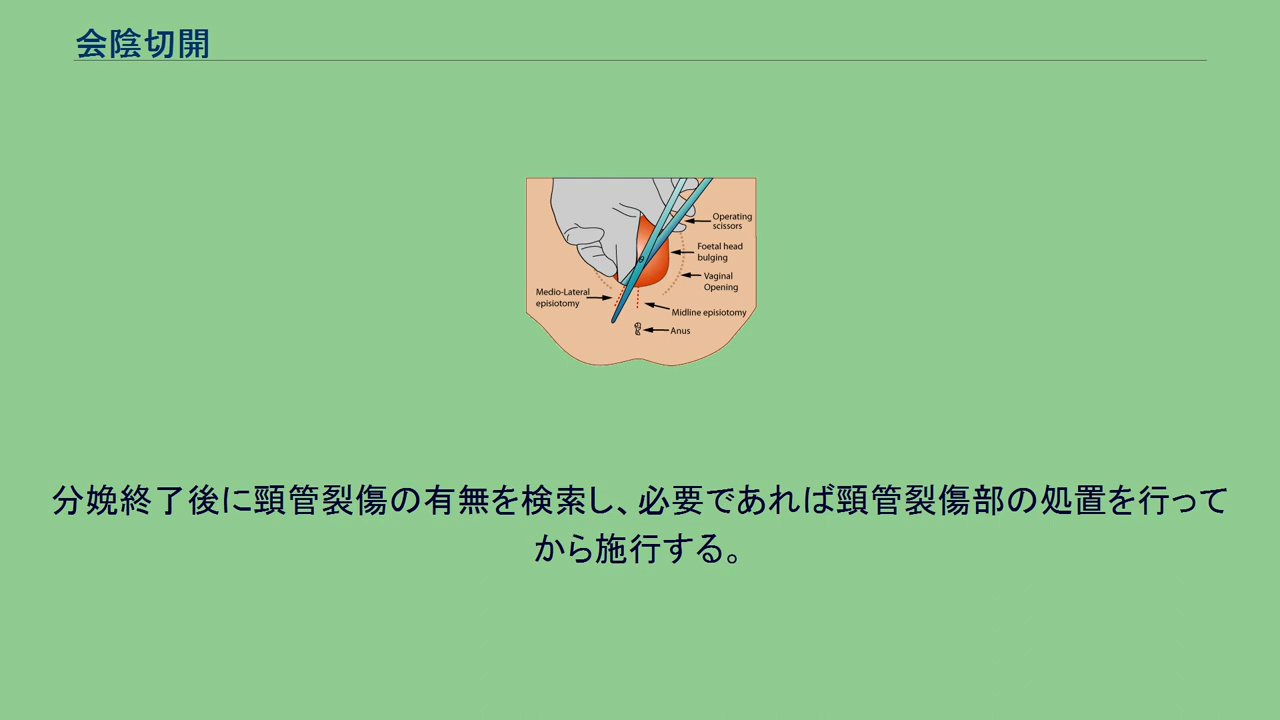 会陰切開
Operating
scissors
Foetal head
bulging
Vaginal
Opening
Medio-Lateral
episiotomy
Midline episiotomy
Anus
分娩終了後に頸管裂傷の有無を検索し、必要であれば頸管裂傷部の処置を行って
から施行する。